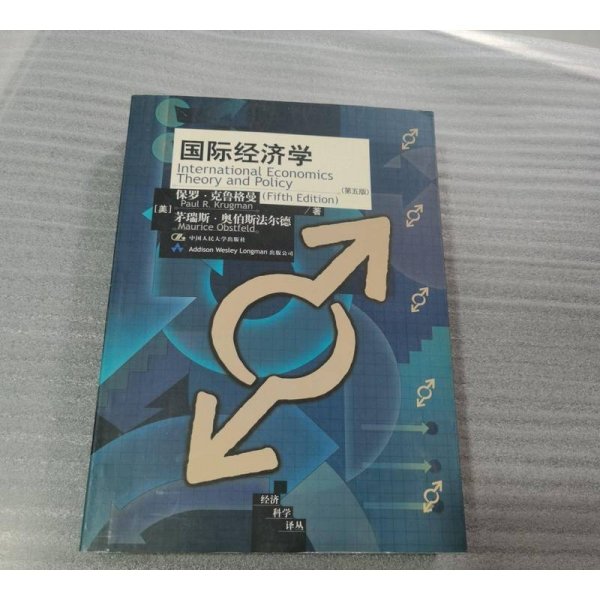 国际经济学
International Economics
Theory and Policy
(第五版)
保罗·克鲁格曼 (Fifth Edition)
[美] Paul R. Krugman /著
茅瑞斯·奥伯斯法尔德
Maurice Obstfeld
中国人民大学出版社
Addison Wesley Longman 出版公司
经济
科学
译丛